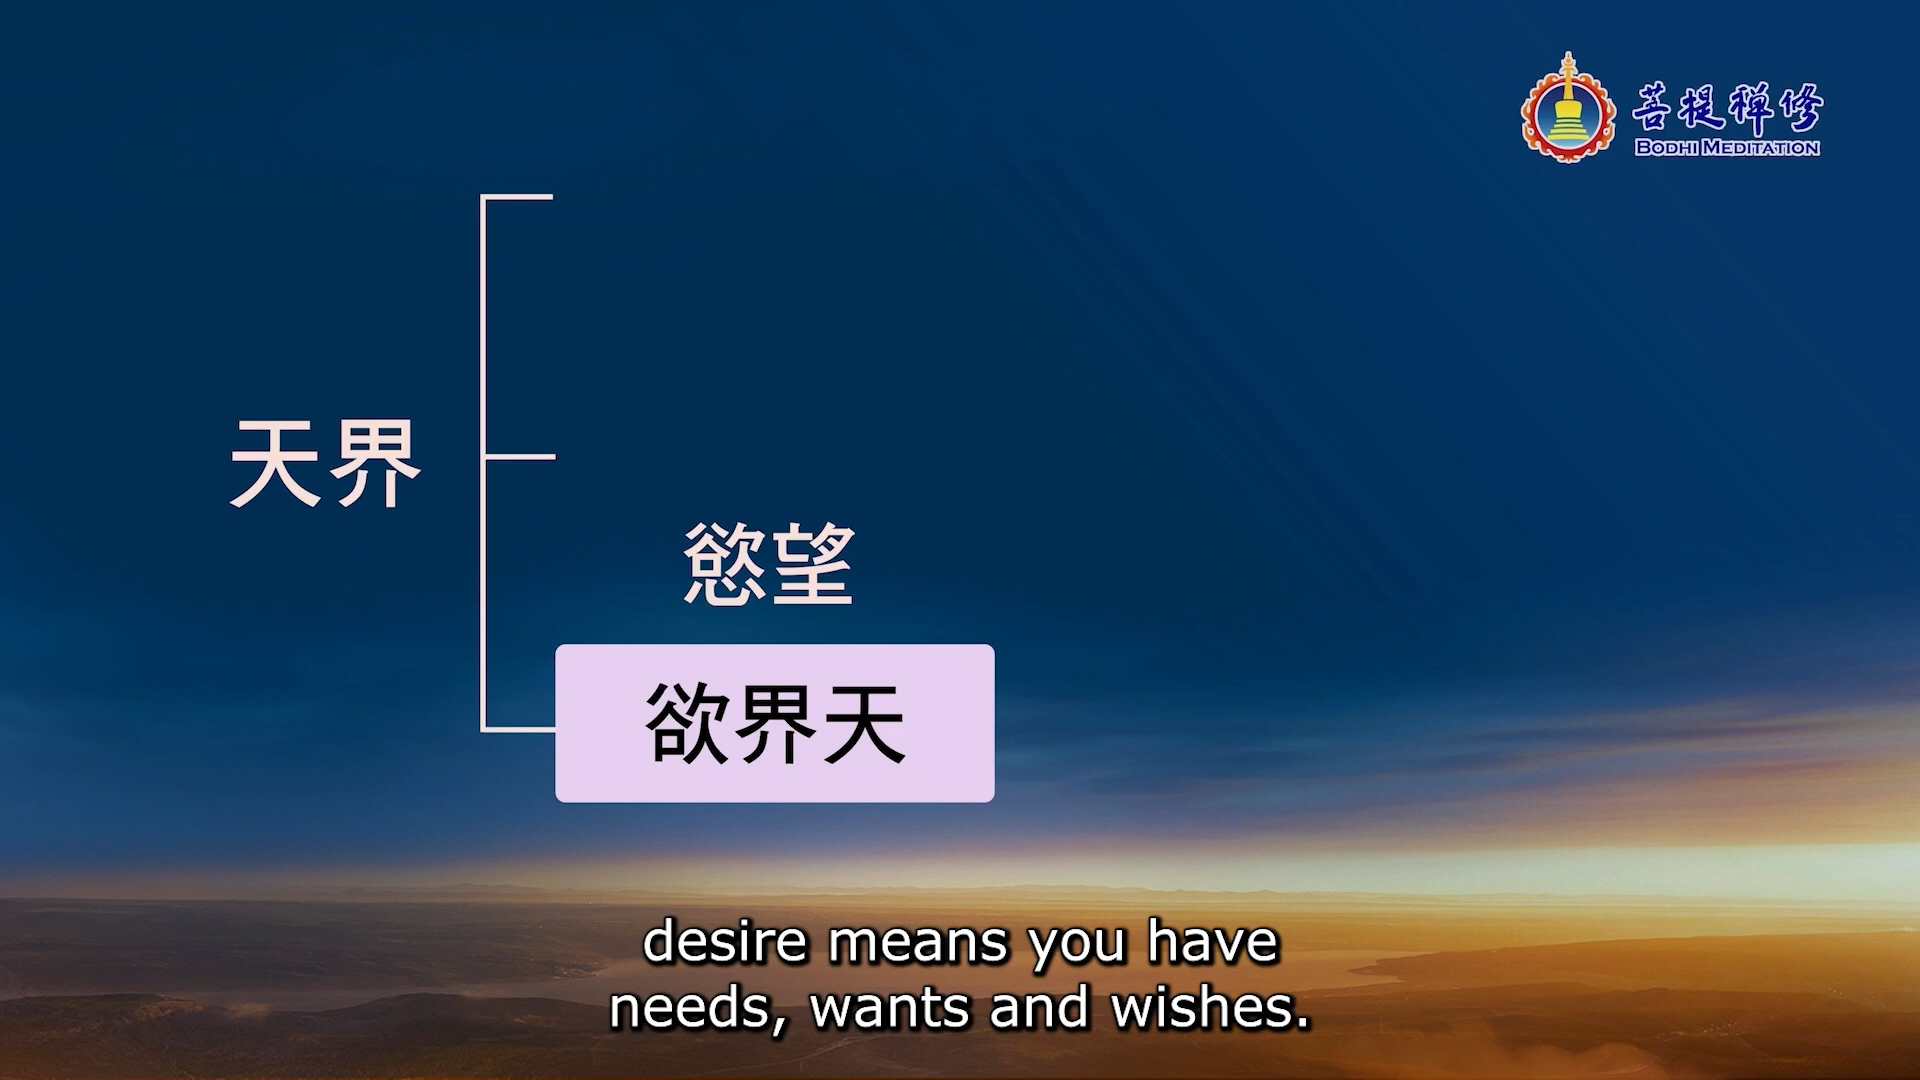 菩提禪修
BODHI MEDITATION
天界
慾望
欲界天
desire means you have
needs, wants and wishes.